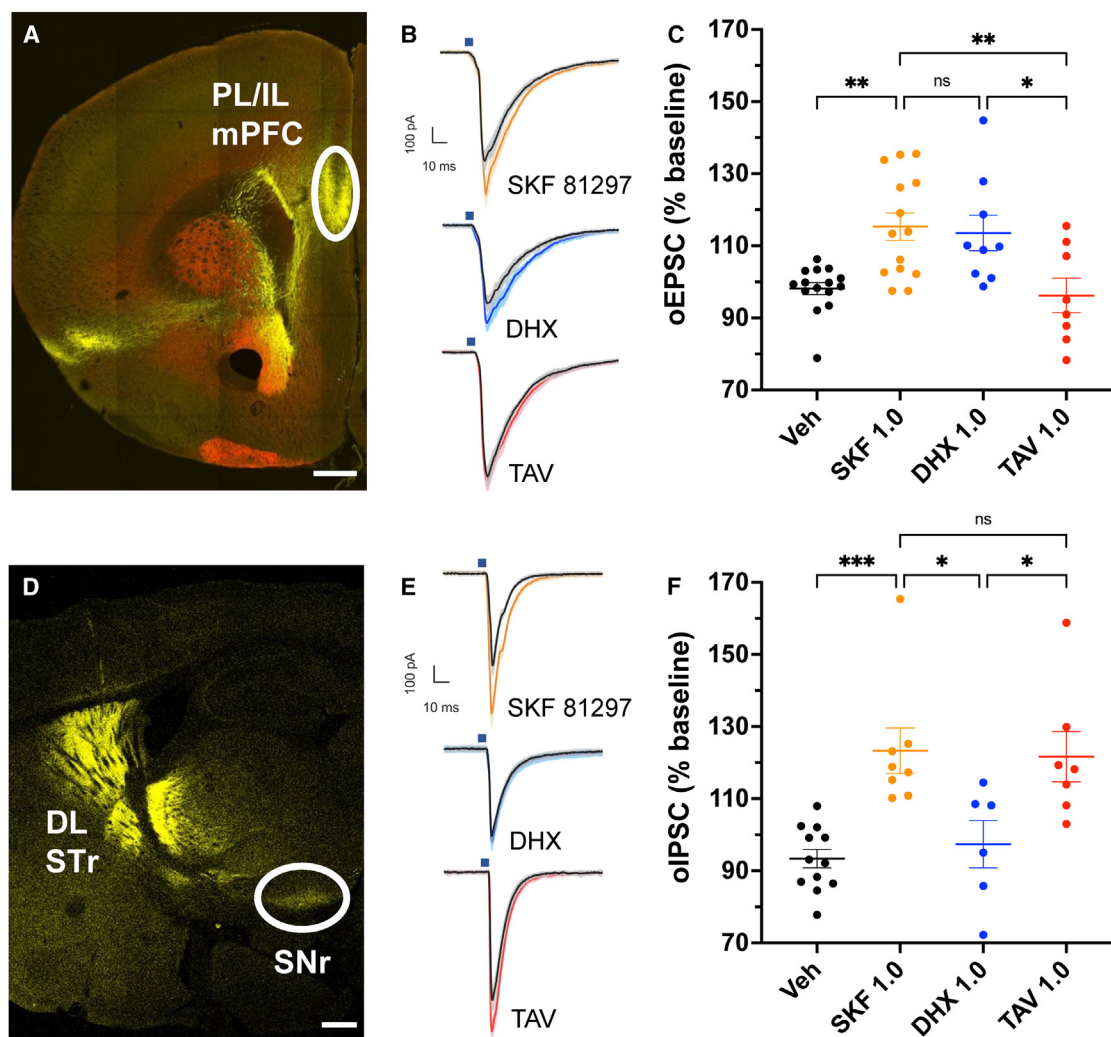 A
PL/IL
mPFC
B
100 pA
10 ms
SKF 81297
DHX
TAV
C
oEPSC (% baseline)
170
150
130
110
90
70
**
**
ns
*
Veh
SKF 1.0
DHX 1.0
TAV 1.0
D
DL
STr
SNr
E
100 pA
10 ms
SKF 81297
DHX
TAV
F
oIPSC (% baseline)
170
150
130
110
90
70
ns
***
*
*
Veh
SKF 1.0
DHX 1.0
TAV 1.0